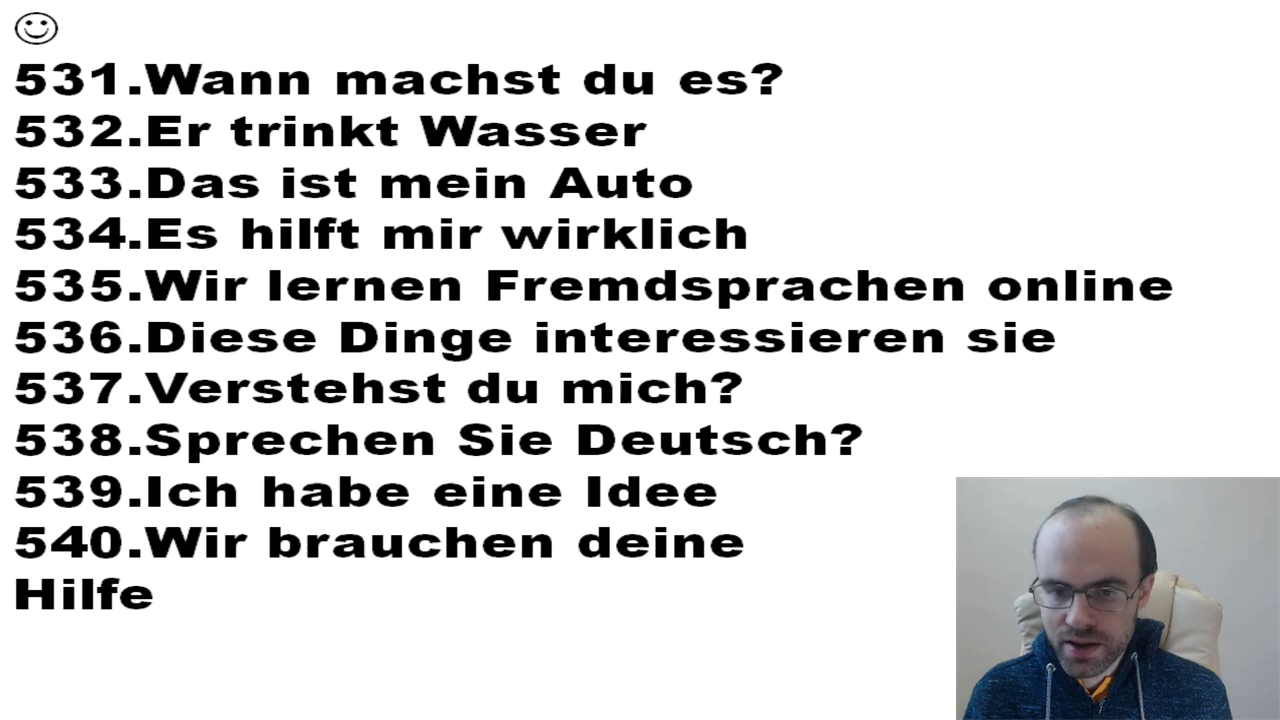 531.Wann machst du es?
532.Er trinkt Wasser
533.Das ist mein Auto
534.Es hilft mir wirklich
535.Wir lernen Fremdsprachen online
536.Diese Dinge interessieren sie
537.Verstehst du mich?
538.Sprechen Sie Deutsch?
539.Ich habe eine Idee
540.Wir brauchen deine
Hilfe